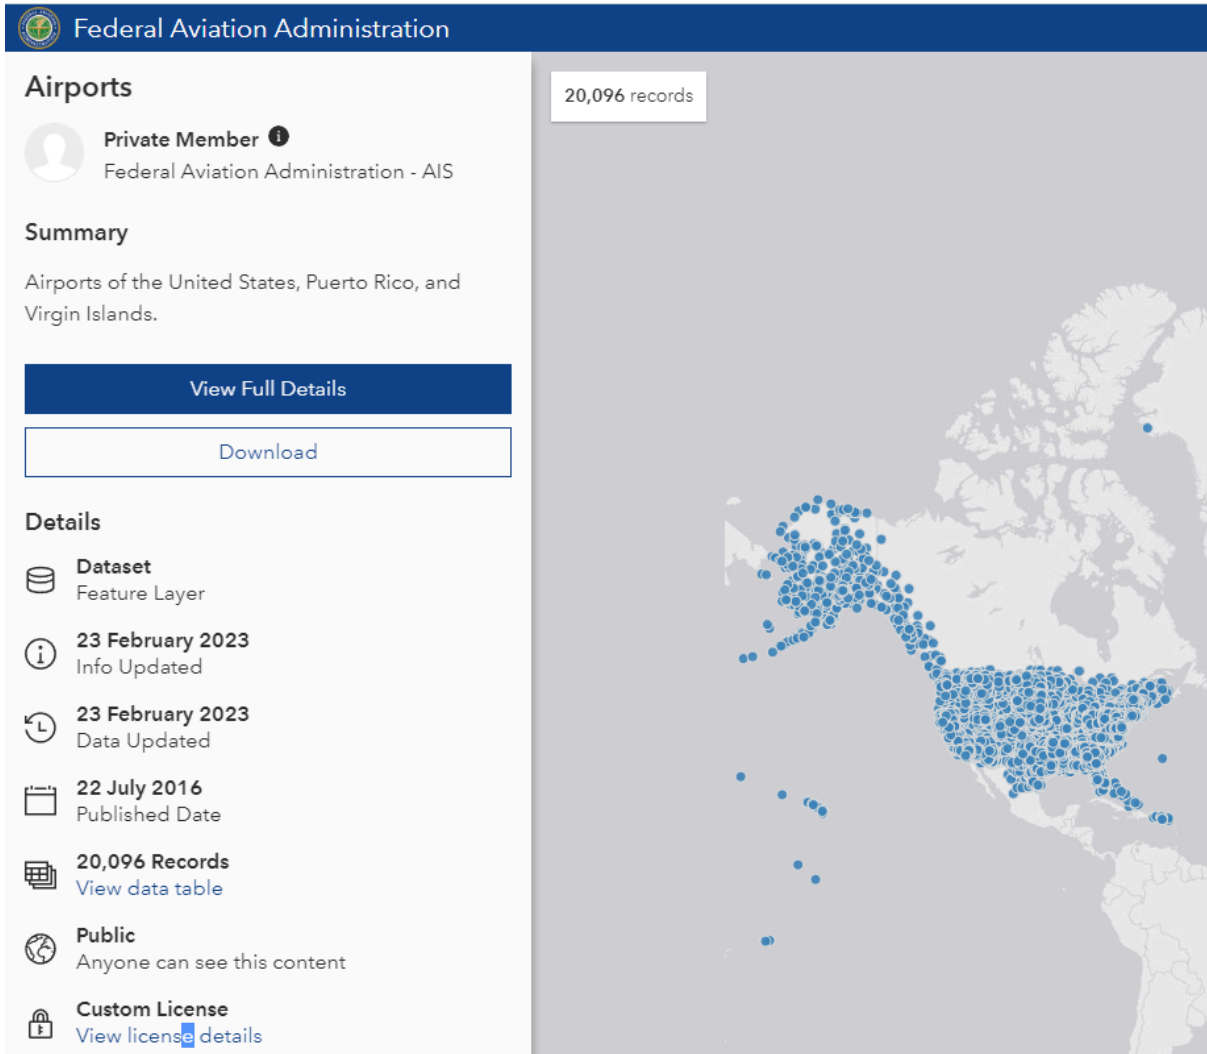 Federal Aviation Administration
Airports
Private Member
Federal Aviation Administration - AIS
Summary
Airports of the United States, Puerto Rico, and
Virgin Islands.
View Full Details
Download
Details
Dataset
Feature Layer
23 February 2023
Info Updated
23 February 2023
Data Updated
22 July 2016
Published Date
20,096 Records
View data table
Public
Anyone can see this content
Custom License
View license details
20,096 records